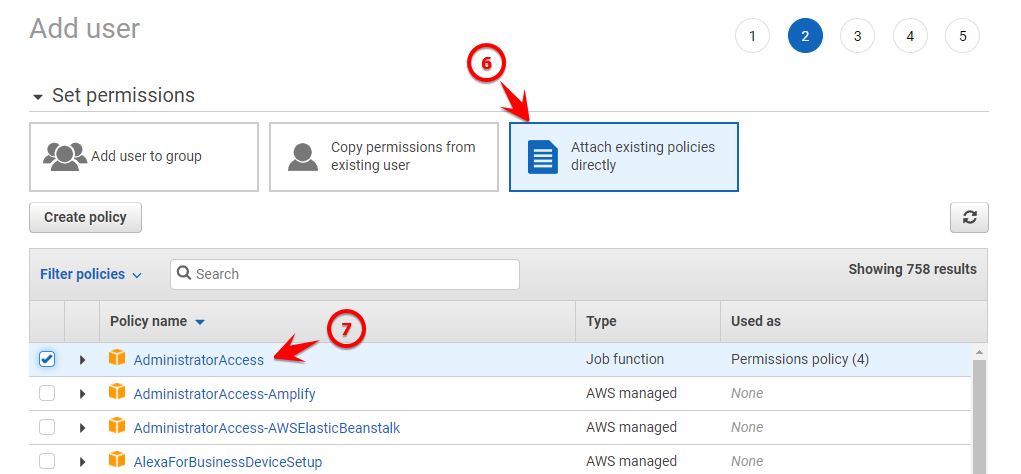 Add user
1 2 3 4 5
6
Set permissions
Add user to group
Copy permissions from
existing user
Attach existing policies
directly
Create policy
Filter policies
Search
Showing 758 results
Policy name
Type
Used as
7
AdministratorAccess
Job function
Permissions policy (4)
AdministratorAccess-Amplify
AWS managed
None
AdministratorAccess-AWSElasticBeanstalk
AWS managed
None
AlexaForBusinessDeviceSetup
AWS managed
None